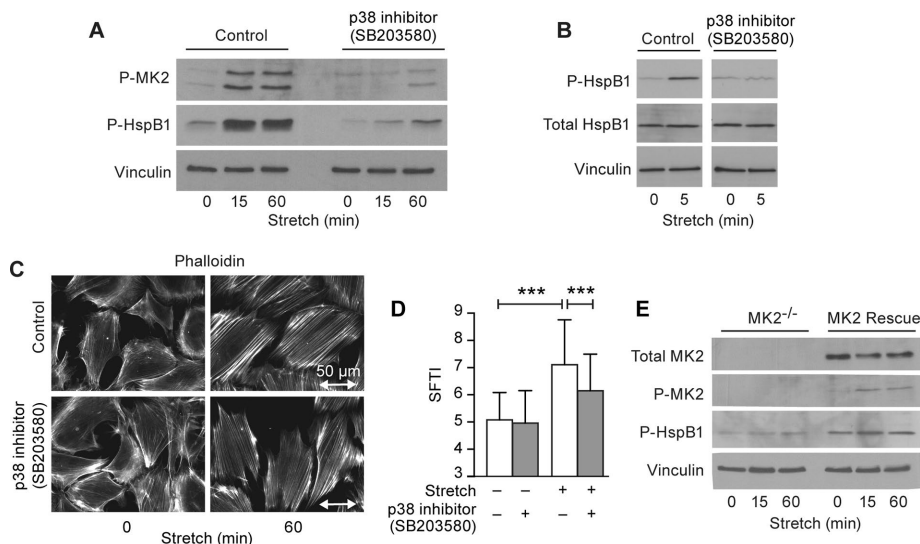 A
Control
p38 inhibitor
(SB203580)
P-MK2
P-HspB1
Vinculin
0 15 60 0 15 60
Stretch (min)
B
Control
p38 inhibitor
(SB203580)
P-HspB1
Total HspB1
Vinculin
0 5 0 5
Stretch (min)
C
Phalloidin
Control
50 µm
p38 inhibitor
(SB203580)
0 60
Stretch (min)
D
*** ***
9
8
7
6
5
4
3
SFTI
Stretch – – + +
p38 inhibitor – + – +
(SB203580)
E
MK2-/- MK2 Rescue
Total MK2
P-MK2
P-HspB1
Vinculin
0 15 60 0 15 60
Stretch (min)